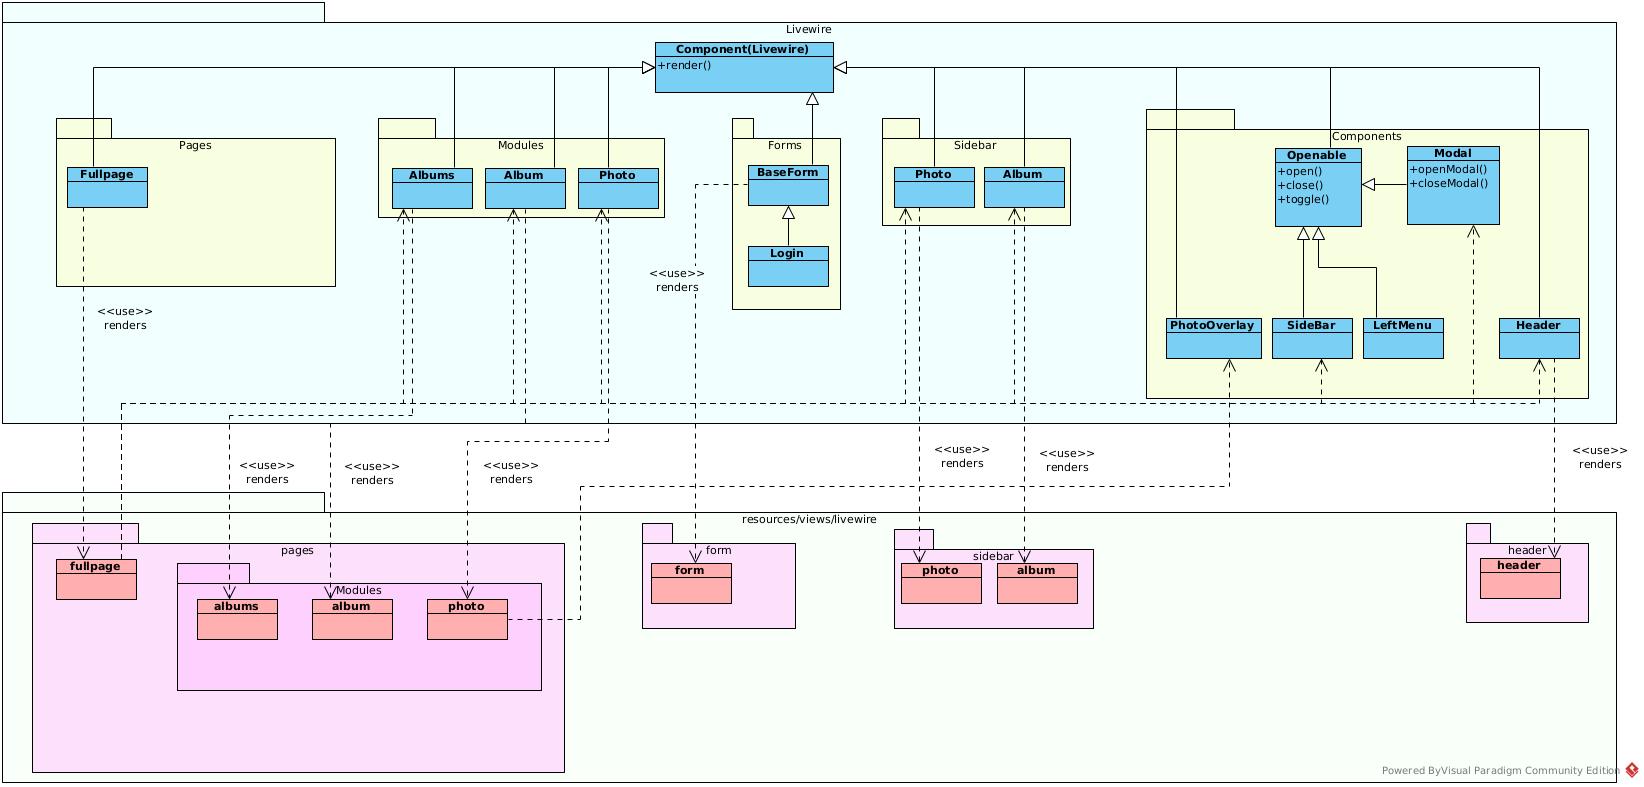 Livewire
Component(Livewire)
+render()
Pages
Fullpage
Modules
Albums
Album
Photo
Forms
BaseForm
Login
Sidebar
Photo
Album
Components
Openable
+open()
+close()
+toggle()
Modal
+openModal()
+closeModal()
PhotoOverlay
SideBar
LeftMenu
Header
<<use>>
renders
<<use>>
renders
<<use>>
renders
<<use>>
renders
<<use>>
renders
<<use>>
renders
<<use>>
renders
<<use>>
renders
resources/views/livewire
pages
fullpage
Modules
albums
album
photo
form
form
sidebar
photo
album
header
header
Powered ByVisual Paradigm Community Edition